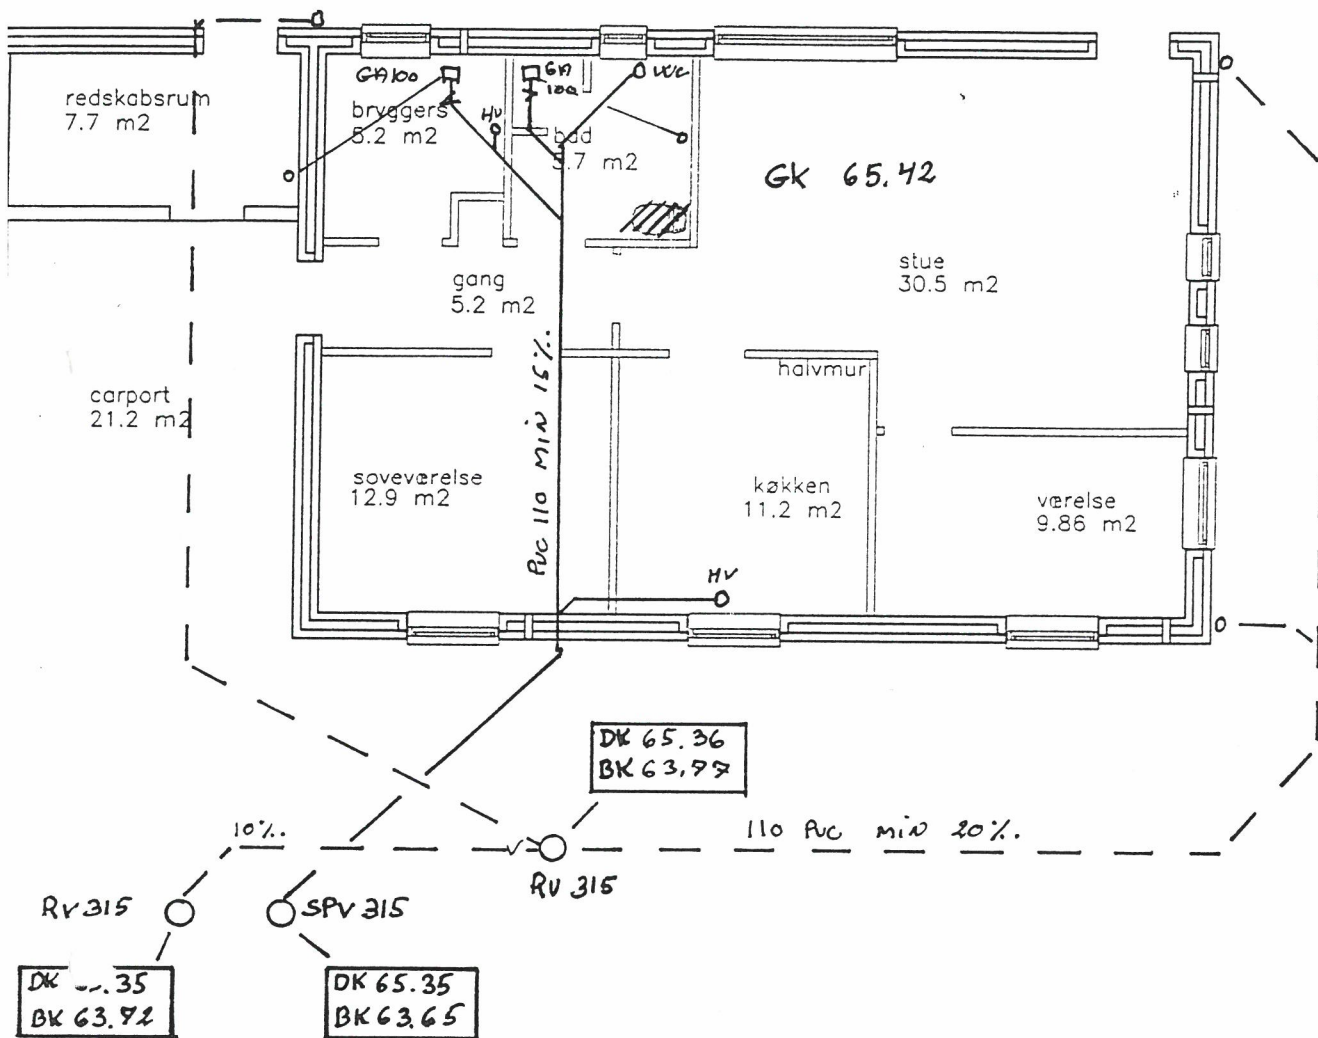 redskabsrum
7.7 m2
GA100
bryggers
5.2 m2
HV
GA
100
WC
bad
5.7 m2
GK 65.42
stue
30.5 m2
gang
5.2 m2
carport
21.2 m2
halvmur
PVC 110 MIN 15‰
soveværelse
12.9 m2
køkken
11.2 m2
værelse
9.86 m2
HV
DK 65.36
BK 63.77
10‰
110 PVC MIN 20‰
RV 315
RV 315
SPV 315
DK 35
BK 63.72
DK 65.35
BK 63.65